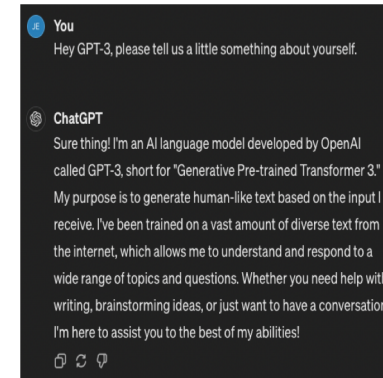 JE
You
Hey GPT-3, please tell us a little something about yourself.
ChatGPT
Sure thing! I'm an AI language model developed by OpenAI
called GPT-3, short for "Generative Pre-trained Transformer 3."
My purpose is to generate human-like text based on the input I
receive. I've been trained on a vast amount of diverse text from
the internet, which allows me to understand and respond to a
wide range of topics and questions. Whether you need help with
writing, brainstorming ideas, or just want to have a conversation
I'm here to assist you to the best of my abilities!